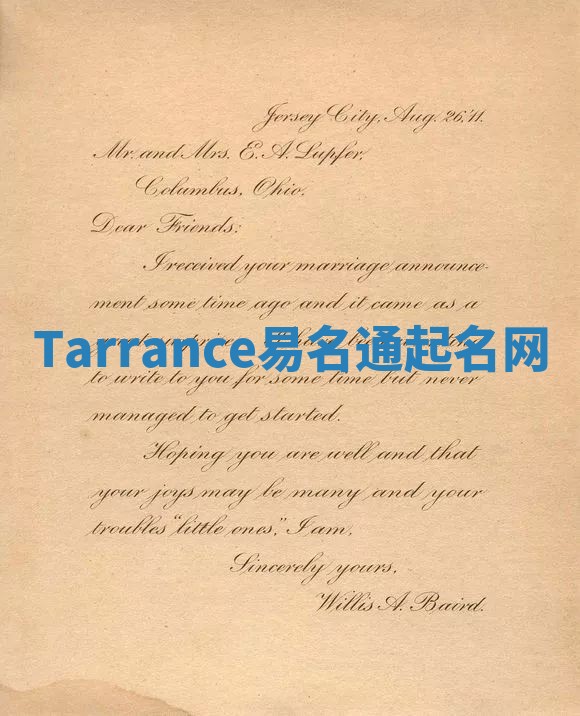 Jersey City, Aug. 26, '11.
Mr. and Mrs. E. A. Lupfer,
Columbus, Ohio.
Dear Friends:
I received your marriage announce-
ment some time ago and it came as a
Tarrance易名通起名网
to write to you for some time but never
managed to get started.
Hoping you are well and that
your joys may be many and your
troubles "little ones," I am,
Sincerely yours,
Willis A. Baird.